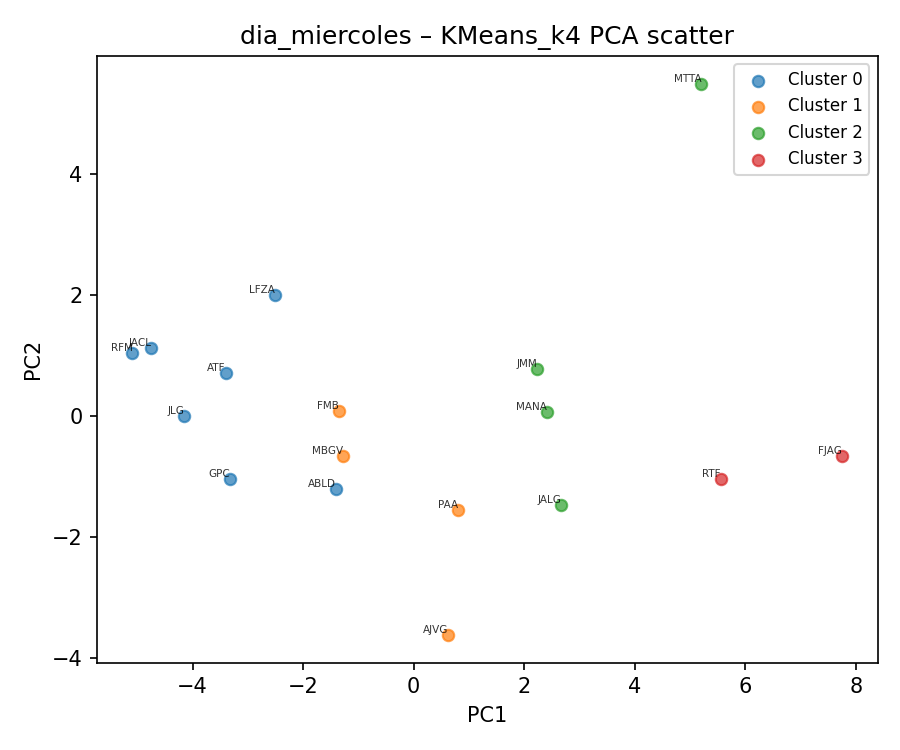 dia_miercoles – KMeans_k4 PCA scatter
MTTA
Cluster 0
Cluster 1
Cluster 2
Cluster 3
4
LFZA
2
RFM
JACL
ATF
JMM
JLG
FMB
MANA
0
PC2
MBGV
FJAG
GPC
RTF
ABLD
PAA
JALG
−2
AJVG
−4
−4
−2
0
2
4
6
8
PC1